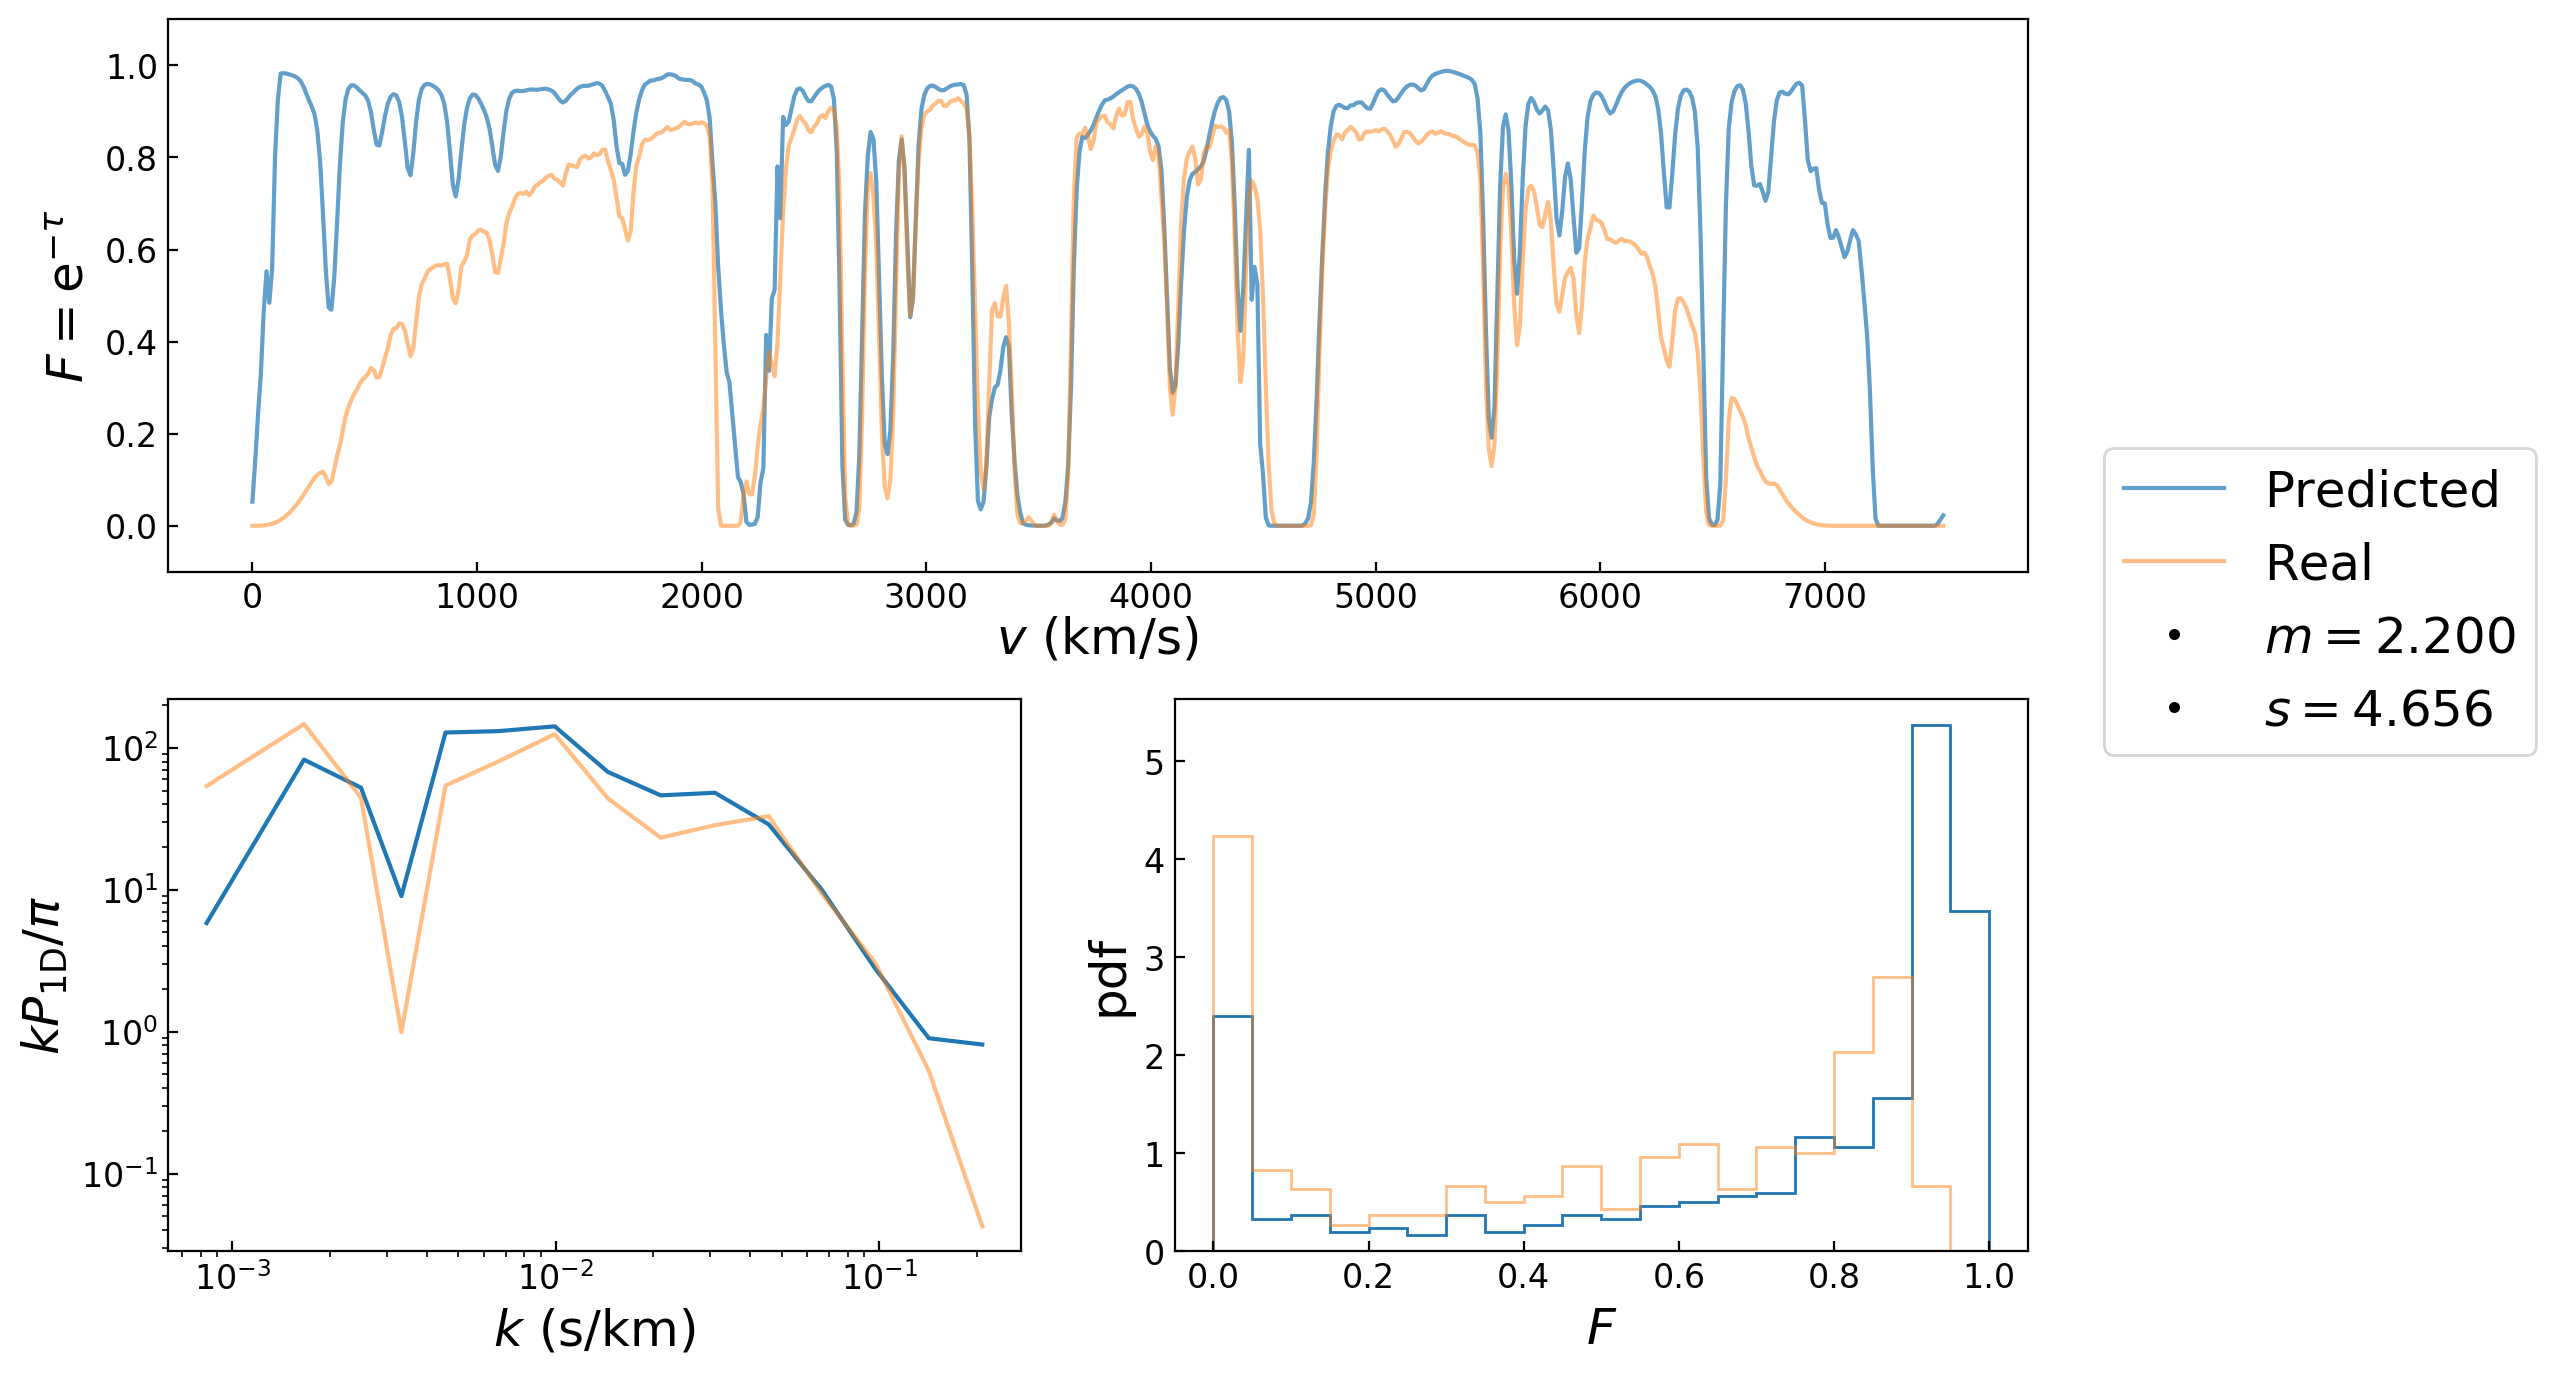 1.0
0.8
0.6
0.4
0.2
0.0
F = e^{-τ}
0 1000 2000 3000 4000 5000 6000 7000
v (km/s)
Predicted
Real
m = 2.200
s = 4.656
10^2
10^1
10^0
10^{-1}
kP_{1D}/π
10^{-3} 10^{-2} 10^{-1}
k (s/km)
5
4
3
2
1
0
pdf
0.0 0.2 0.4 0.6 0.8 1.0
F